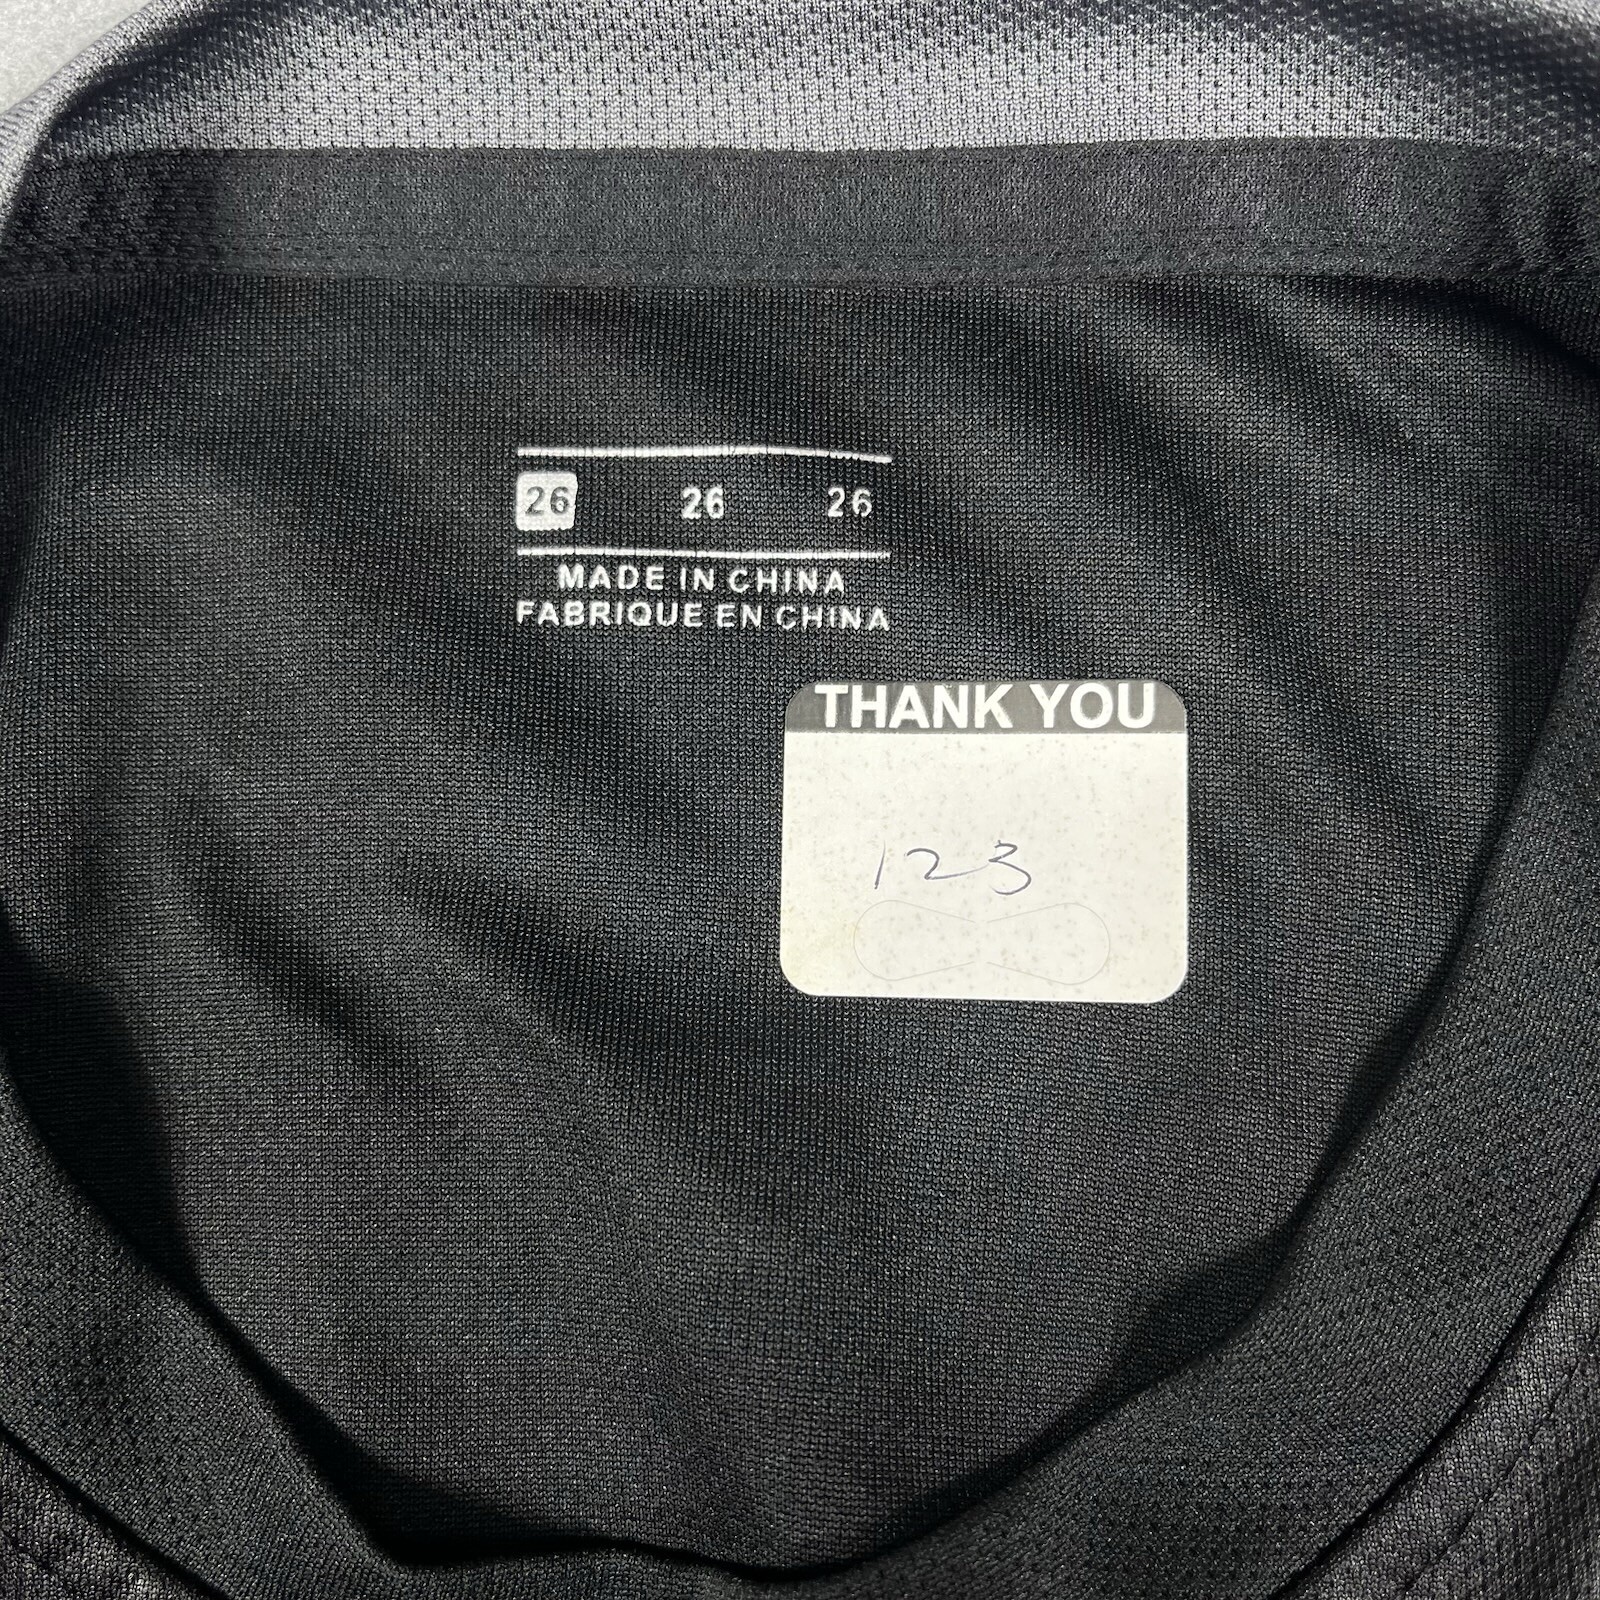 26 26 26
MADE IN CHINA
FABRIQUE EN CHINA
THANK YOU
123